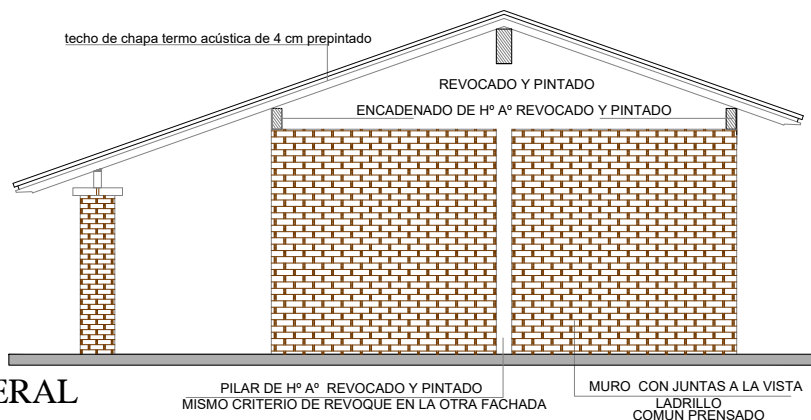 techo de chapa termo acústica de 4 cm prepintado
REVOCADO Y PINTADO
ENCADENADO DE Hº Aº REVOCADO Y PINTADO
ERAL
PILAR DE Hº Aº REVOCADO Y PINTADO
MISMO CRITERIO DE REVOQUE EN LA OTRA FACHADA
MURO CON JUNTAS A LA VISTA
LADRILLO
COMUN PRENSADO